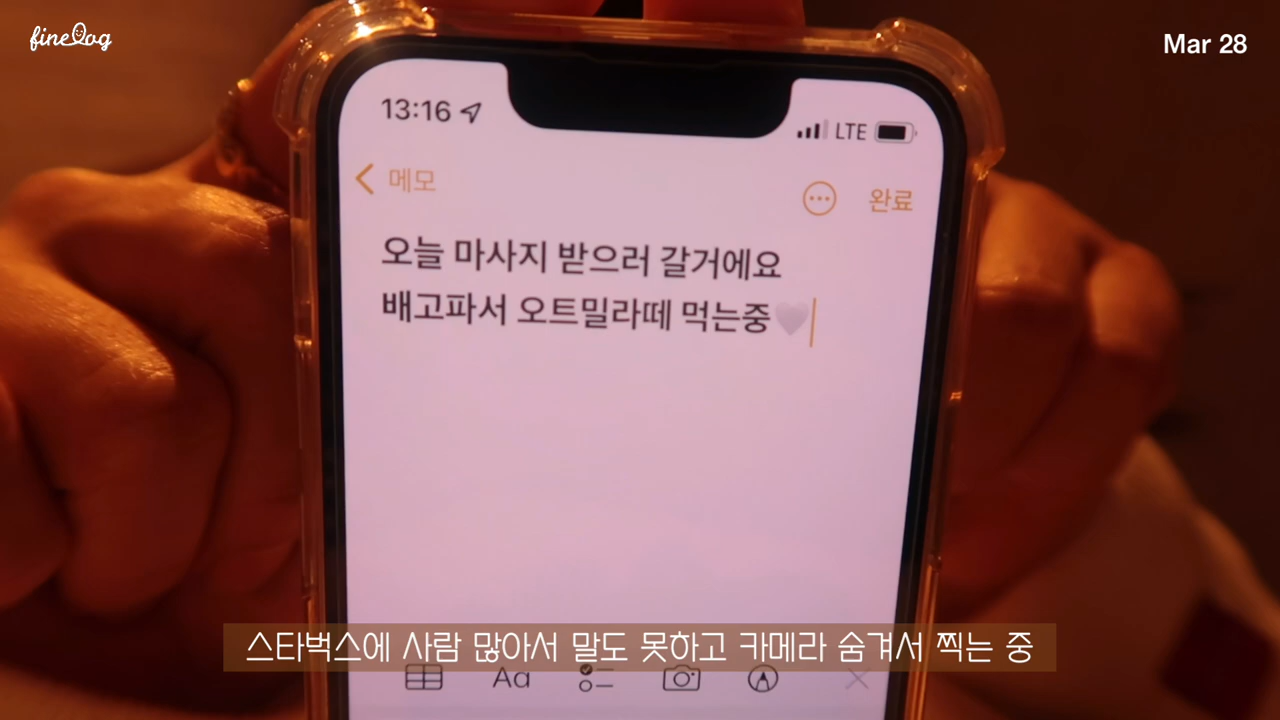 finelog
Mar 28
13:16
LTE
메모
완료
오늘 마사지 받으러 갈거에요
배고파서 오트밀라떼 먹는중🤍
스타벅스에 사람 많아서 말도 못하고 카메라 숨겨서 찍는 중
Aa